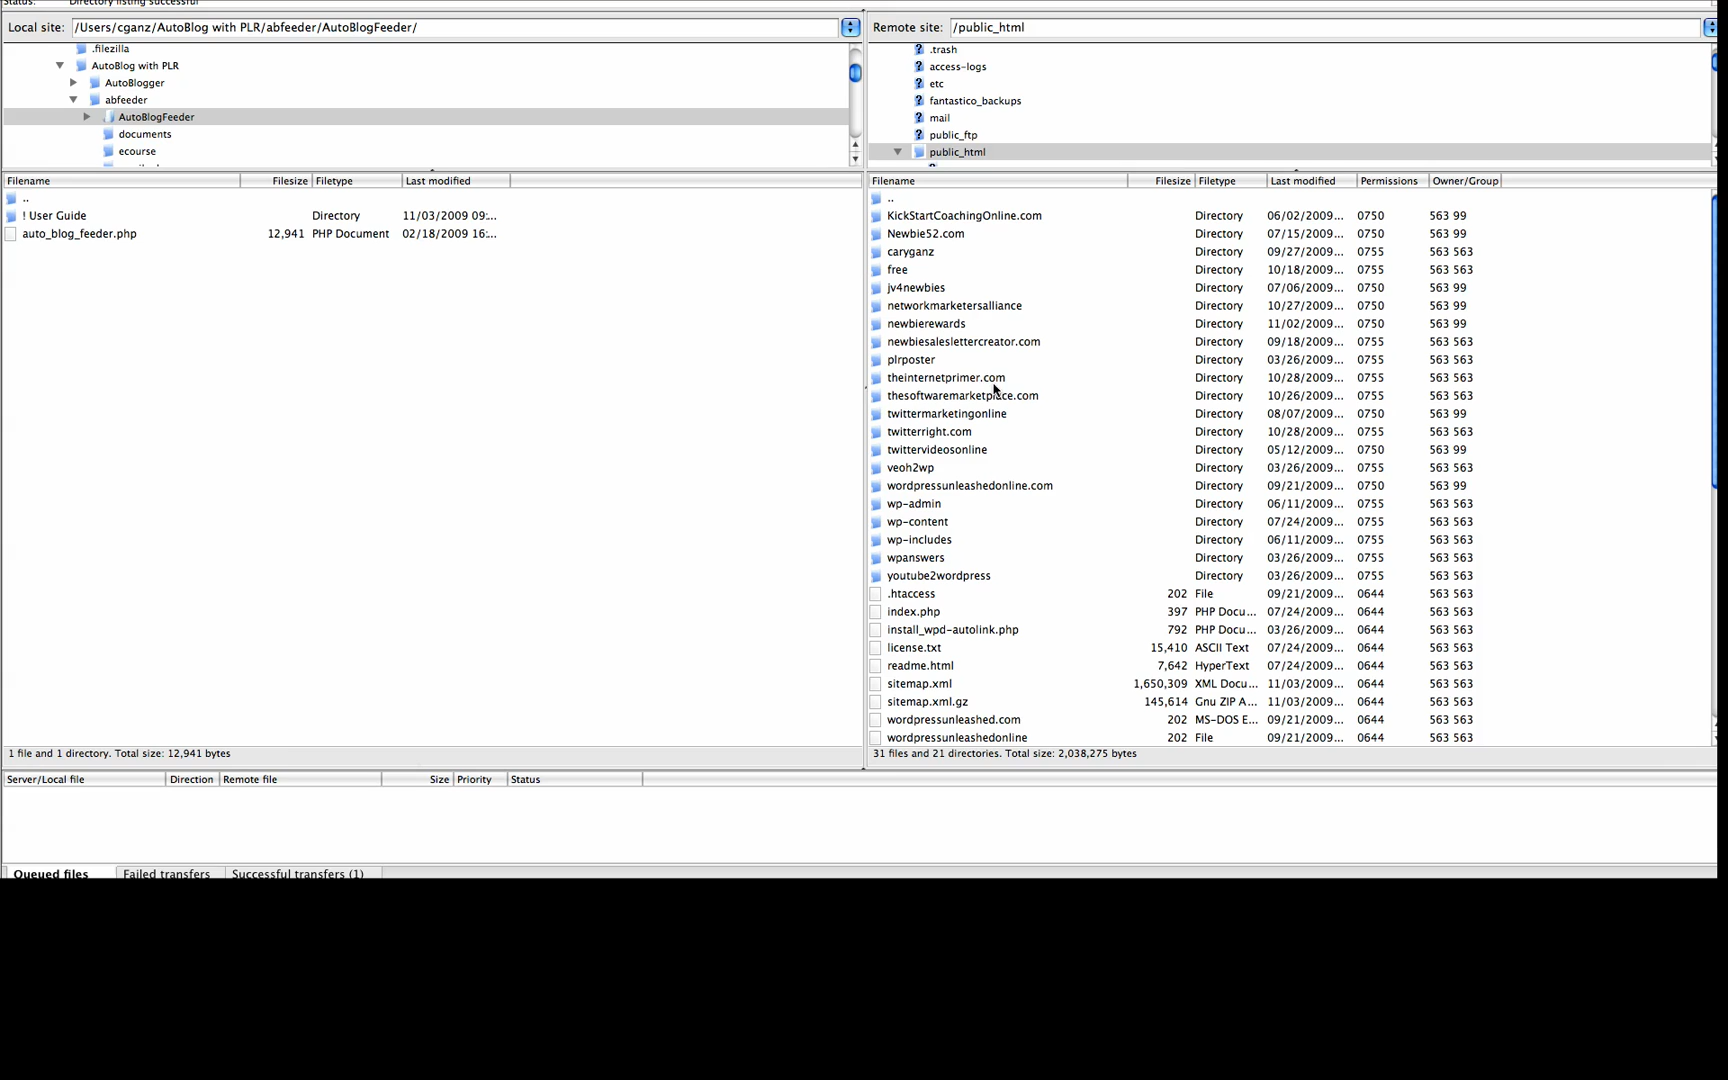 Status: Directory listing successful
Local site: /Users/cganz/AutoBlog with PLR/abfeeder/AutoBlogFeeder/
.filezilla
AutoBlog with PLR
AutoBlogger
abfeeder
AutoBlogFeeder
documents
ecourse
Filename Filesize Filetype Last modified
..
! User Guide Directory 11/03/2009 09:...
auto_blog_feeder.php 12,941 PHP Document 02/18/2009 16:...
1 file and 1 directory. Total size: 12,941 bytes
Remote site: /public_html
.trash
access-logs
etc
fantastico_backups
mail
public_ftp
public_html
Filename Filesize Filetype Last modified Permissions Owner/Group
..
KickStartCoachingOnline.com Directory 06/02/2009... 0750 563 99
Newbie52.com Directory 07/15/2009... 0750 563 99
caryganz Directory 09/27/2009... 0755 563 563
free Directory 10/18/2009... 0755 563 563
jv4newbies Directory 07/06/2009... 0750 563 99
networkmarketersalliance Directory 10/27/2009... 0750 563 99
newbierewards Directory 11/02/2009... 0750 563 99
newbiesaleslettercreator.com Directory 09/18/2009... 0755 563 563
plrposter Directory 03/26/2009... 0755 563 563
theinternetprimer.com Directory 10/28/2009... 0755 563 563
thesoftwaremarketplace.com Directory 10/26/2009... 0755 563 563
twittermarketingonline Directory 08/07/2009... 0750 563 99
twitterright.com Directory 10/28/2009... 0755 563 563
twittervideosonline Directory 05/12/2009... 0750 563 99
veoh2wp Directory 03/26/2009... 0755 563 563
wordpressunleashedonline.com Directory 09/21/2009... 0750 563 99
wp-admin Directory 06/11/2009... 0755 563 563
wp-content Directory 07/24/2009... 0755 563 563
wp-includes Directory 06/11/2009... 0755 563 563
wpanswers Directory 03/26/2009... 0755 563 563
youtube2wordpress Directory 03/26/2009... 0755 563 563
.htaccess 202 File 09/21/2009... 0644 563 563
index.php 397 PHP Docu... 07/24/2009... 0644 563 563
install_wpd-autolink.php 792 PHP Docu... 03/26/2009... 0644 563 563
license.txt 15,410 ASCII Text 07/24/2009... 0644 563 563
readme.html 7,642 HyperText 07/24/2009... 0644 563 563
sitemap.xml 1,650,309 XML Docu... 11/03/2009... 0644 563 563
sitemap.xml.gz 145,614 Gnu ZIP A... 11/03/2009... 0644 563 563
wordpressunleashed.com 202 MS-DOS E... 09/21/2009... 0644 563 563
wordpressunleashedonline 202 File 09/21/2009... 0644 563 563
31 files and 21 directories. Total size: 2,038,275 bytes
Server/Local file Direction Remote file Size Priority Status
Queued files Failed transfers Successful transfers (1)